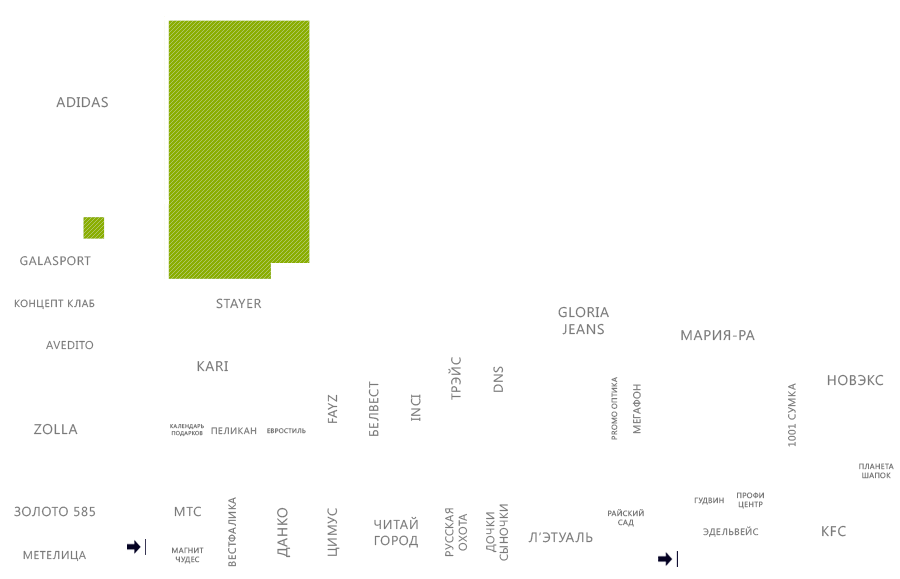 ADIDAS
GALASPORT
КОНЦЕПТ КЛАБ
STAYER
GLORIA
JEANS
МАРИЯ-РА
AVEDITO
KARI
ТРЭЙС
DNS
НОВЭКС
FAYZ
БЕЛВЕСТ
INCI
PROMO ОПТИКА
МЕГАФОН
1001 СУМКА
ZOLLA
КАЛЕНДАРЬ
ПОДАРКОВ
ПЕЛИКАН
ЕВРОСТИЛЬ
ПЛАНЕТА
ШАПОК
ГУДВИН
ПРОФИ
ЦЕНТР
ЗОЛОТО 585
МТС
ВЕСТФАЛИКА
ДАНКО
ЦИМУС
ЧИТАЙ
ГОРОД
РУССКАЯ
ОХОТА
ДОЧКИ
СЫНОЧКИ
Л'ЭТУАЛЬ
РАЙСКИЙ
САД
ЭДЕЛЬВЕЙС
KFC
МЕТЕЛИЦА
МАГНИТ
ЧУДЕС